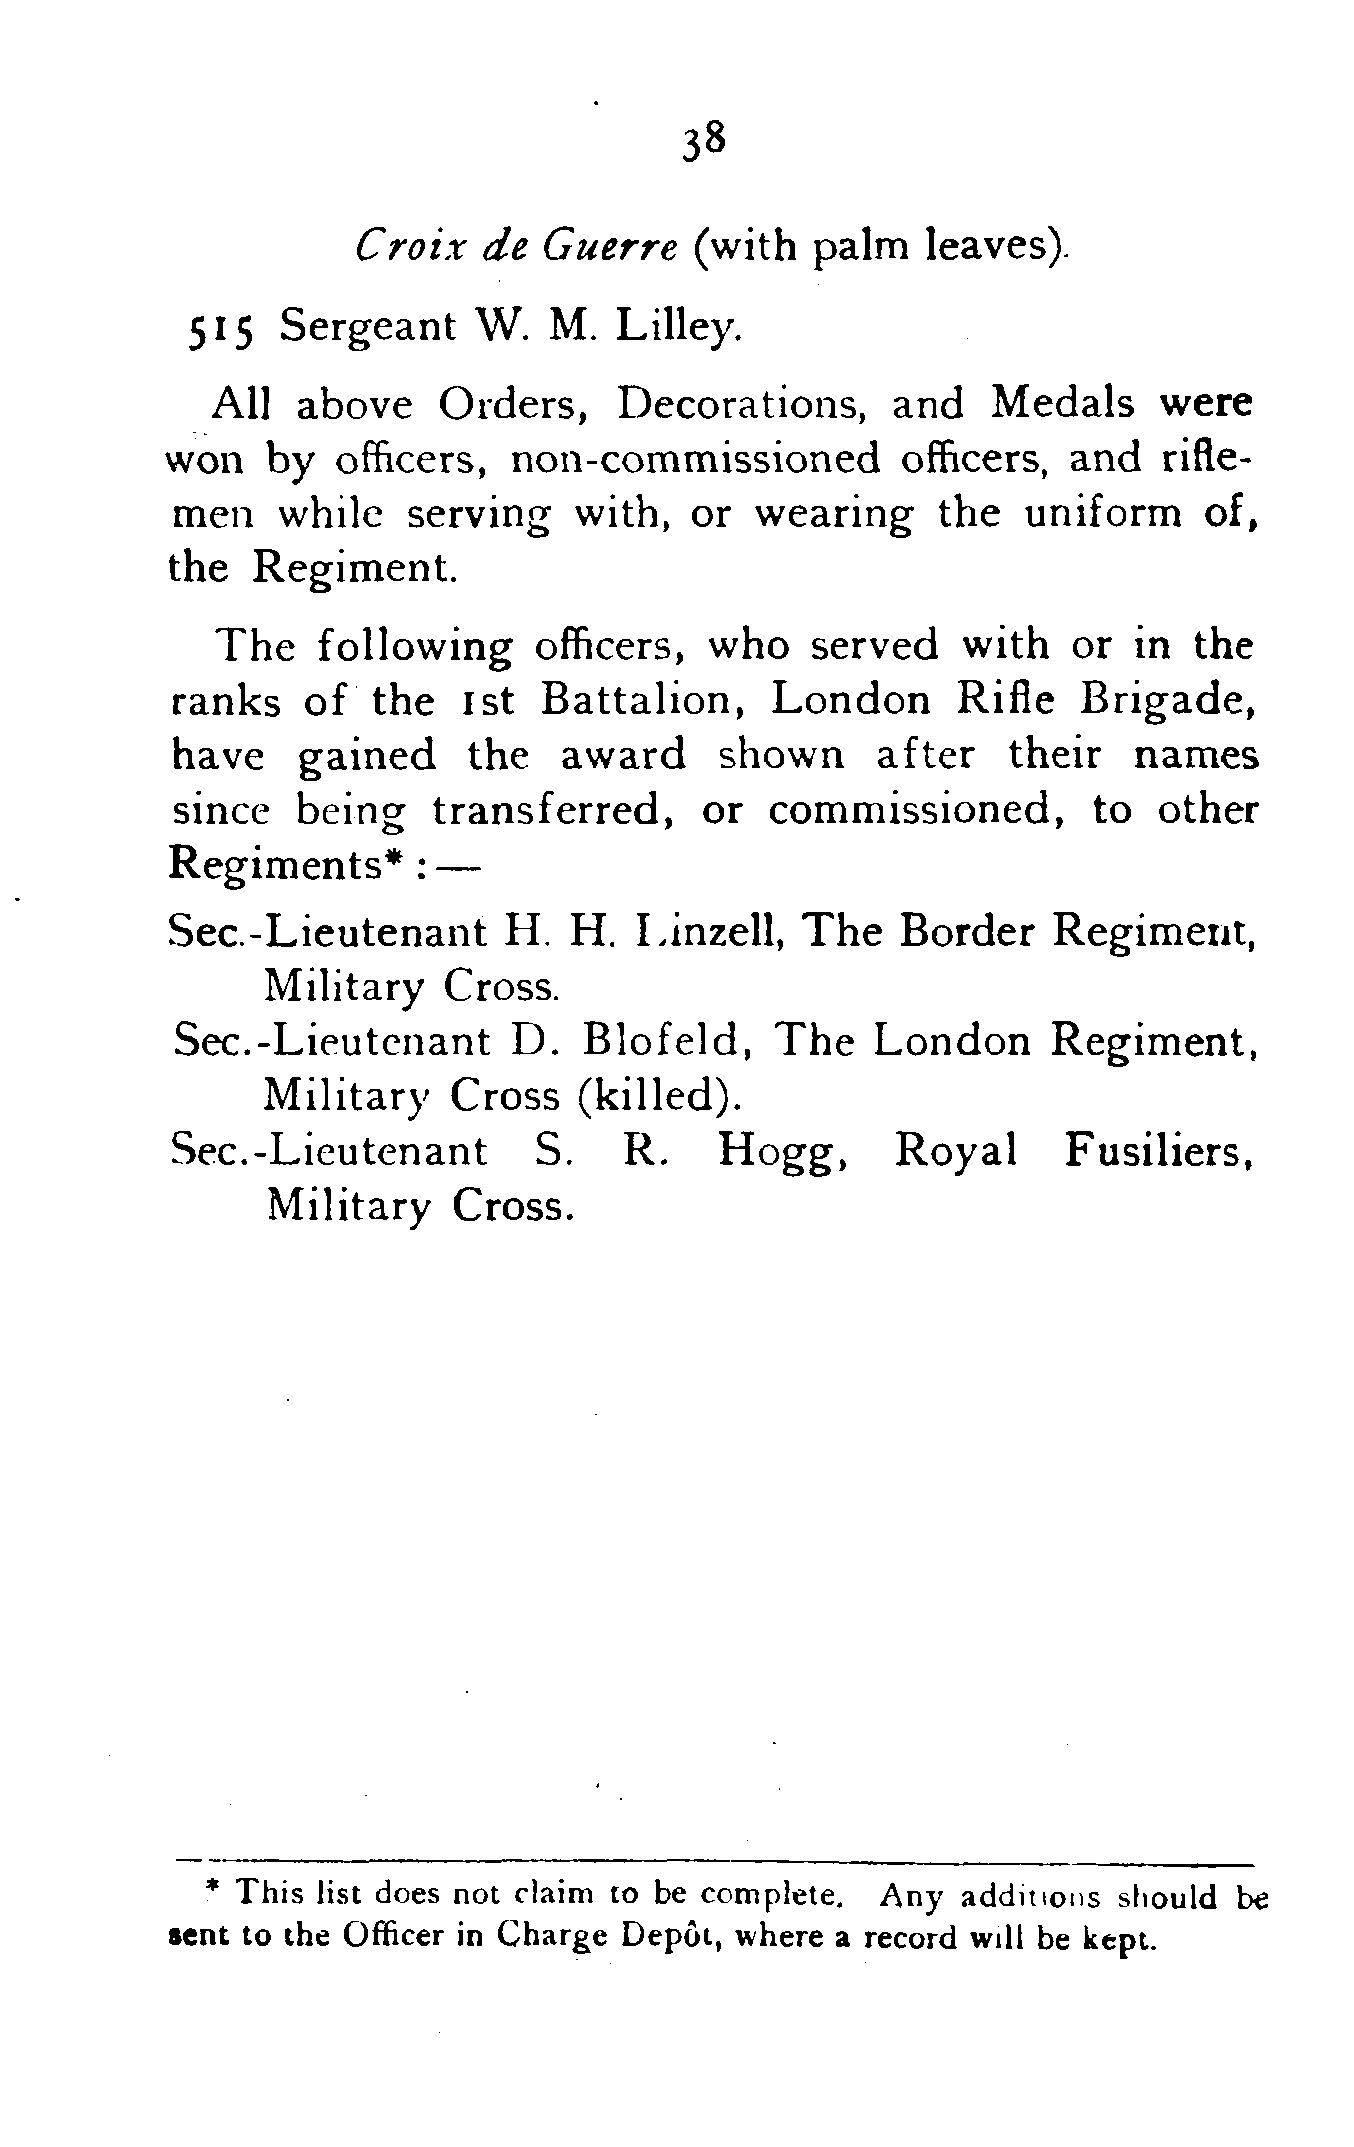 38
Croix de Guerre (with palm leaves).
515 Sergeant W. M. Lilley.
All above Orders, Decorations, and Medals were
won by officers, non-commissioned officers, and rifle-
men while serving with, or wearing the uniform of,
the Regiment.
The following officers, who served with or in the
ranks of the 1st Battalion, London Rifle Brigade,
have gained the award shown after their names
since being transferred, or commissioned, to other
Regiments* :—
Sec.-Lieutenant H. H. Linzell, The Border Regiment,
Military Cross.
Sec.-Lieutenant D. Blofeld, The London Regiment,
Military Cross (killed).
Sec.-Lieutenant S. R. Hogg, Royal Fusiliers,
Military Cross.
* This list does not claim to be complete. Any additions should be
sent to the Officer in Charge Depôt, where a record will be kept.